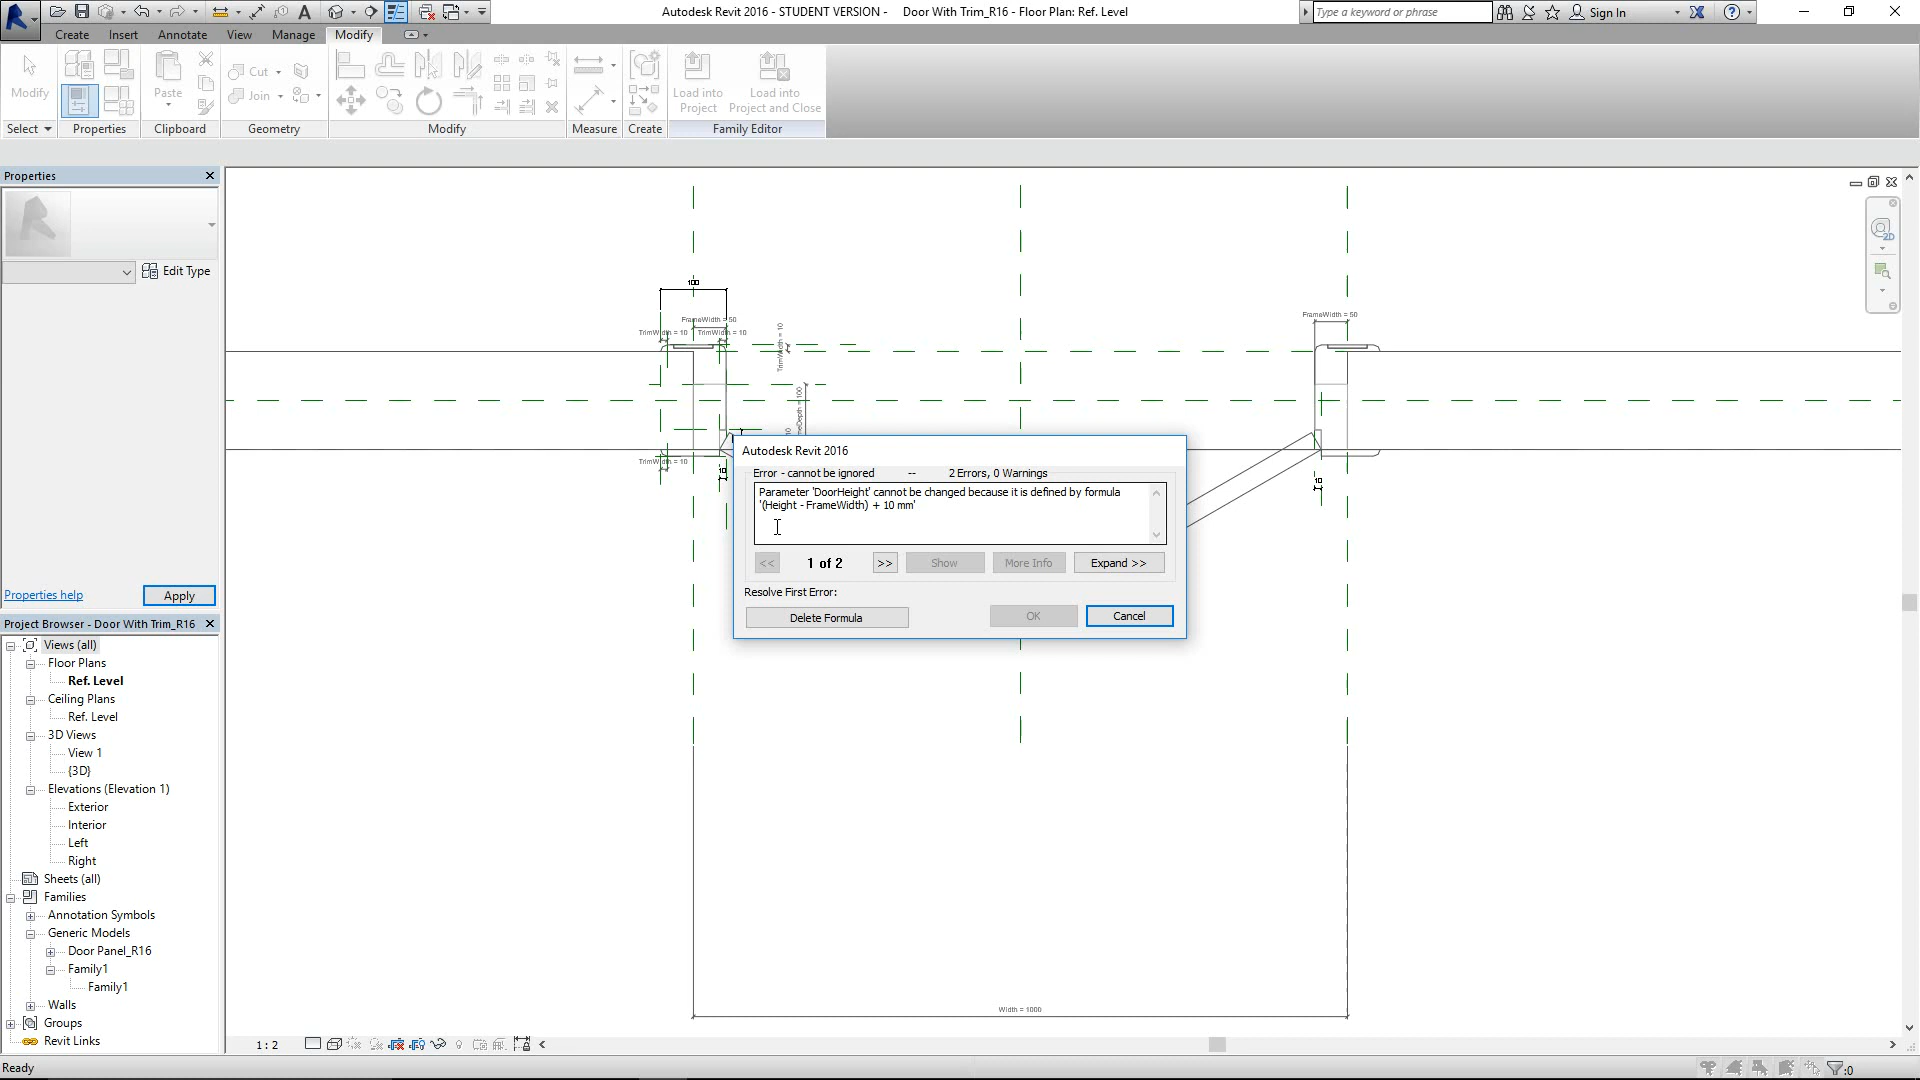 Autodesk Revit 2016 - STUDENT VERSION - Door With Trim_R16 - Floor Plan: Ref. Level
Type a keyword or phrase
Sign In
Create Insert Annotate View Manage Modify
Modify
Paste
Cut
Join
Load into Project
Load into Project and Close
Select Properties Clipboard Geometry Modify Measure Create Family Editor
Properties
Edit Type
Properties help
Apply
Project Browser - Door With Trim_R16
Views (all)
Floor Plans
Ref. Level
Ceiling Plans
Ref. Level
3D Views
View 1
{3D}
Elevations (Elevation 1)
Exterior
Interior
Left
Right
Sheets (all)
Families
Annotation Symbols
Generic Models
Door Panel_R16
Family1
Family1
Walls
Groups
Revit Links
100
FrameWidth = 50
TrimWidth = 10
TrimWidth = 10
TrimWidth = 10
FrameWidth = 50
TrimWidth = 10
Autodesk Revit 2016
Error - cannot be ignored -- 2 Errors, 0 Warnings
Parameter 'DoorHeight' cannot be changed because it is defined by formula
'(Height - FrameWidth) + 10 mm'
<< 1 of 2 >> Show More Info Expand >>
Resolve First Error:
Delete Formula OK Cancel
Width = 1000
1 : 2
Ready
:0